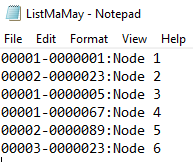 ListMaMay - Notepad
File Edit Format View Help
00001-0000001:Node 1
00002-0000023:Node 2
00001-0000005:Node 3
00001-0000067:Node 4
00002-0000089:Node 5
00003-0000023:Node 6